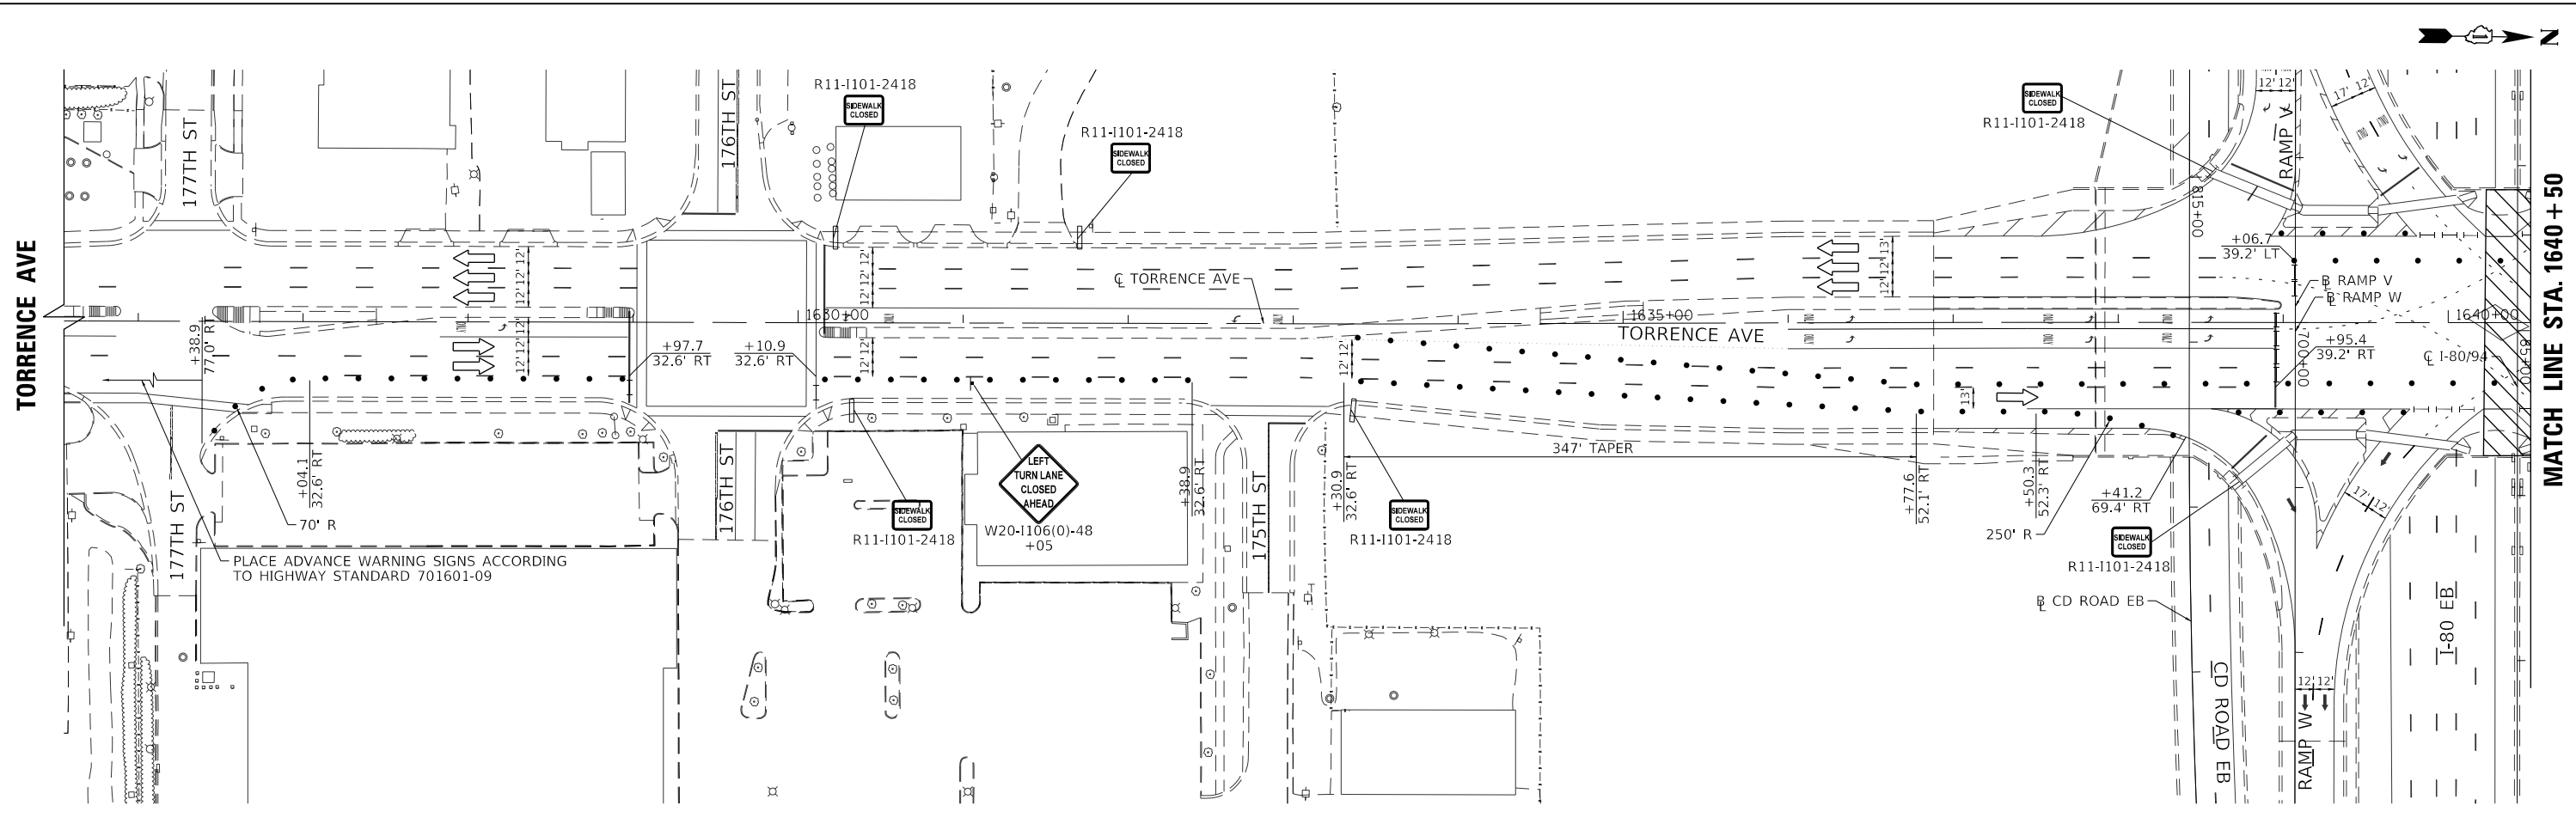 N
TORRENCE AVE
MATCH LINE STA. 1640 + 50
177TH ST
176TH ST
R11-I101-2418
SIDEWALK
CLOSED
R11-I101-2418
SIDEWALK
CLOSED
SIDEWALK
CLOSED
R11-I101-2418
12' 12'
RAMP V
17' 12'
815+00
+06.7
39.2' LT
12' 12' 12'
12' 12' 12'
℄ TORRENCE AVE
12' 12' 13'
B RAMP V
B RAMP W
1630+00
1635+00
1640+00
TORRENCE AVE
+38.9
77.0' RT
12' 12' 12'
+97.7
32.6' RT
+10.9
32.6' RT
12' 12'
12' 12'
+95.4
39.2' RT
700+00
℄ I-80/94
85+00
13'
347' TAPER
+04.1
32.6' RT
70' R
177TH ST
PLACE ADVANCE WARNING SIGNS ACCORDING
TO HIGHWAY STANDARD 701601-09
176TH ST
SIDEWALK
CLOSED
R11-I101-2418
LEFT
TURN LANE
CLOSED
AHEAD
W20-I106(0)-48
+05
+38.9
32.6' RT
175TH ST
+30.9
32.6' RT
SIDEWALK
CLOSED
R11-I101-2418
+77.6
52.1' RT
+50.3
52.3' RT
250' R
+41.2
69.4' RT
SIDEWALK
CLOSED
R11-I101-2418
17' 12'
B CD ROAD EB
CD ROAD EB
12' 12'
RAMP W
I-80 EB